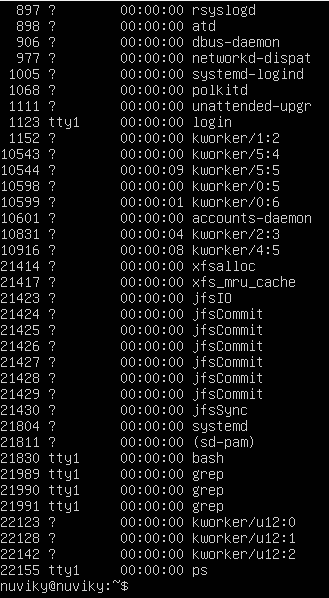 897 ? 00:00:00 rsyslogd
898 ? 00:00:00 atd
906 ? 00:00:00 dbus-daemon
977 ? 00:00:00 networkd-dispat
1005 ? 00:00:00 systemd-logind
1068 ? 00:00:00 polkitd
1111 ? 00:00:00 unattended-upgr
1123 tty1 00:00:00 login
1152 ? 00:00:00 kworker/1:2
10543 ? 00:00:00 kworker/5:4
10544 ? 00:00:09 kworker/5:5
10598 ? 00:00:00 kworker/0:5
10599 ? 00:00:01 kworker/0:6
10601 ? 00:00:00 accounts-daemon
10831 ? 00:00:04 kworker/2:3
10916 ? 00:00:08 kworker/4:5
21414 ? 00:00:00 xfsalloc
21417 ? 00:00:00 xfs_mru_cache
21423 ? 00:00:00 jfsIO
21424 ? 00:00:00 jfsCommit
21425 ? 00:00:00 jfsCommit
21426 ? 00:00:00 jfsCommit
21427 ? 00:00:00 jfsCommit
21428 ? 00:00:00 jfsCommit
21429 ? 00:00:00 jfsCommit
21430 ? 00:00:00 jfsSync
21804 ? 00:00:00 systemd
21811 ? 00:00:00 (sd-pam)
21830 tty1 00:00:00 bash
21989 tty1 00:00:00 grep
21990 tty1 00:00:00 grep
21991 tty1 00:00:00 grep
22123 ? 00:00:00 kworker/u12:0
22128 ? 00:00:00 kworker/u12:1
22142 ? 00:00:00 kworker/u12:2
22155 tty1 00:00:00 ps
nuviky@nuviky:~$